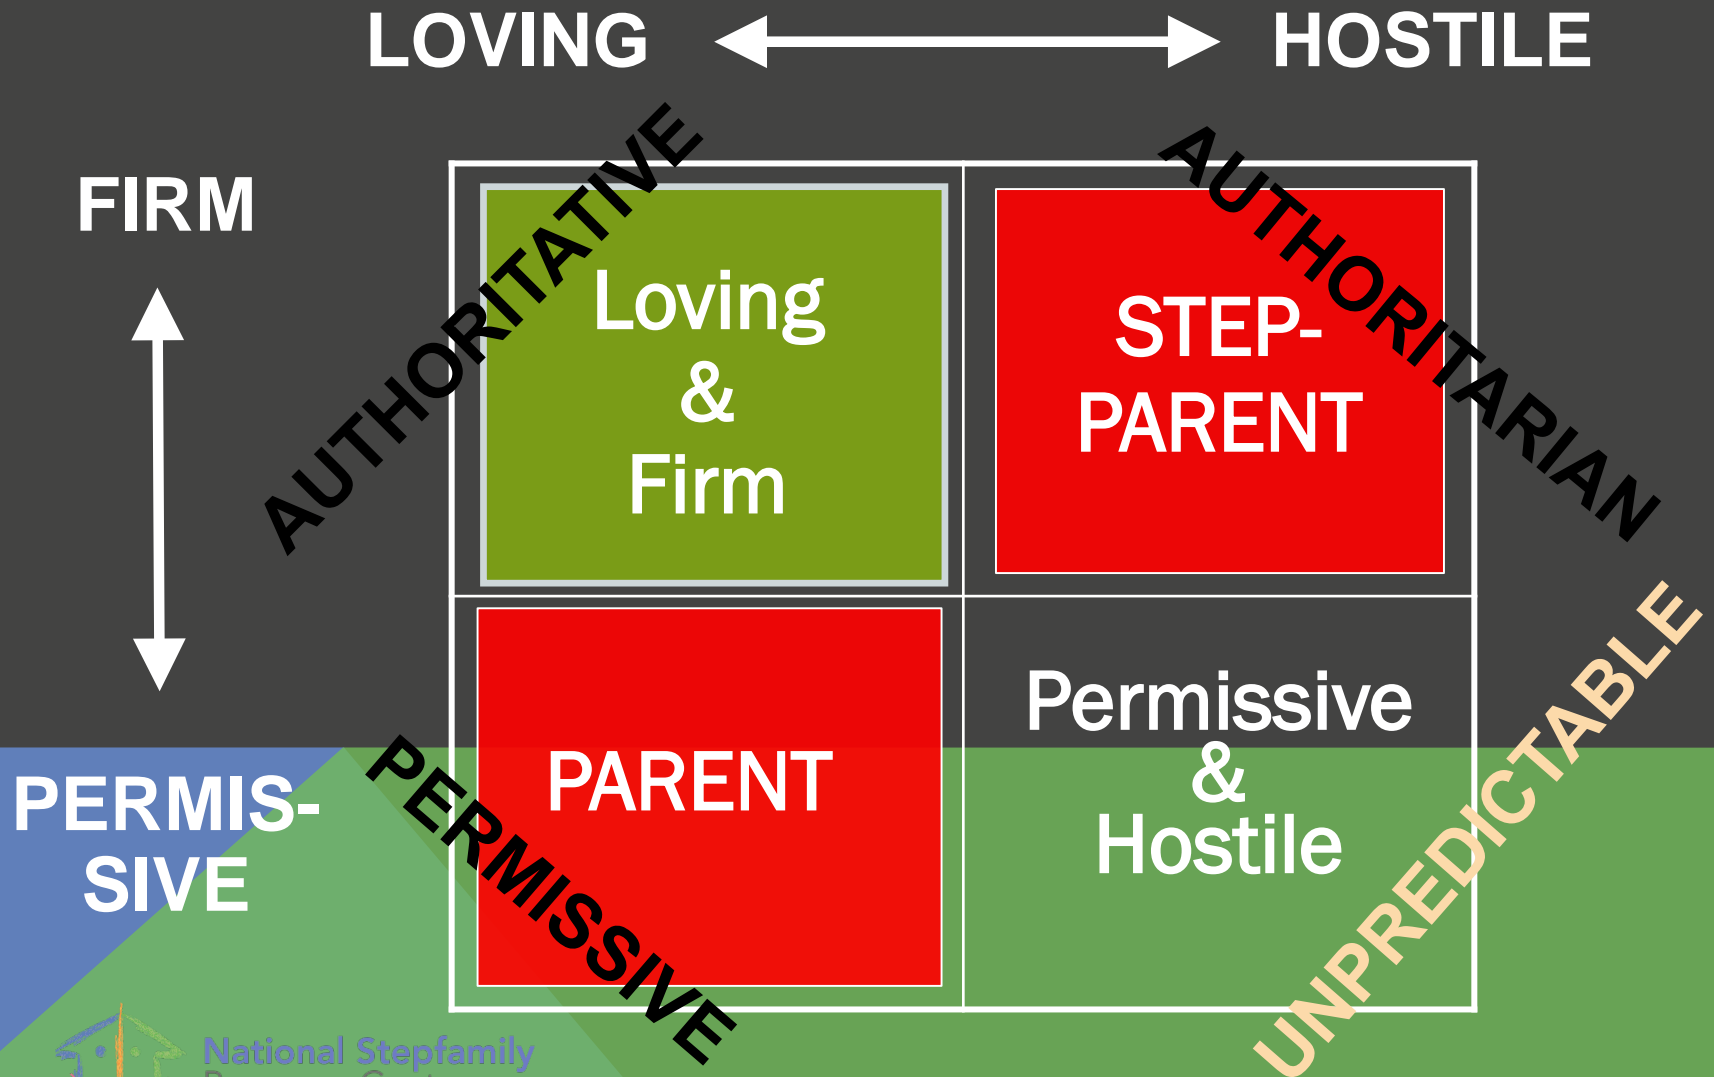 LOVING
HOSTILE
FIRM
AUTHORITATIVE
Loving
&
Firm
AUTHORITARIAN
STEP-
PARENT
PERMIS-
SIVE
PERMISSIVE
PARENT
Permissive
&
Hostile
UNPREDICTABLE
National Stepfamily